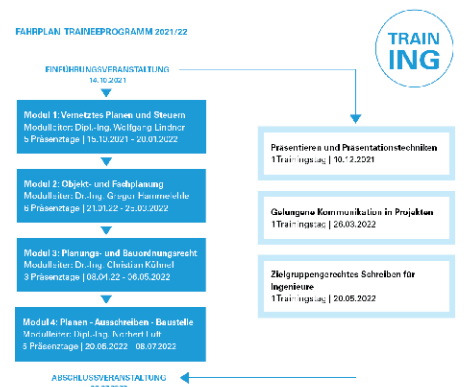 FAHRPLAN TRAINEEPROGRAMM 2021/22
TRAIN
ING
EINFÜHRUNGSVERANSTALTUNG
14.10.2021
Modul 1: Vernetztes Planen und Steuern
Modulleiter: Dipl.-Ing. Wolfgang Lindner
5 Präsenztage | 15.10.2021 - 20.01.2022
Modul 2: Objekt- und Fachplanung
Modulleiter: Dr.-Ing. Gregor Hammelehle
6 Präsenztage | 21.01.22 - 25.03.2022
Modul 3: Planungs- und Bauordnungsrecht
Modulleiter: Dr.-Ing. Christian Kühnel
3 Präsenztage | 08.04.22 - 06.05.2022
Modul 4: Planen - Ausschreiben - Baustelle
Modulleiter: Dipl.-Ing. Norbert Luft
5 Präsenztage | 20.05.2022 - 08.07.2022
ABSCHLUSSVERANSTALTUNG
Präsentieren und Präsentationstechniken
1 Trainingstag | 10.12.2021
Gelungene Kommunikation in Projekten
1 Trainingstag | 26.03.2022
Zielgruppengerechtes Schreiben für
Ingenieure
1 Trainingstag | 20.05.2022